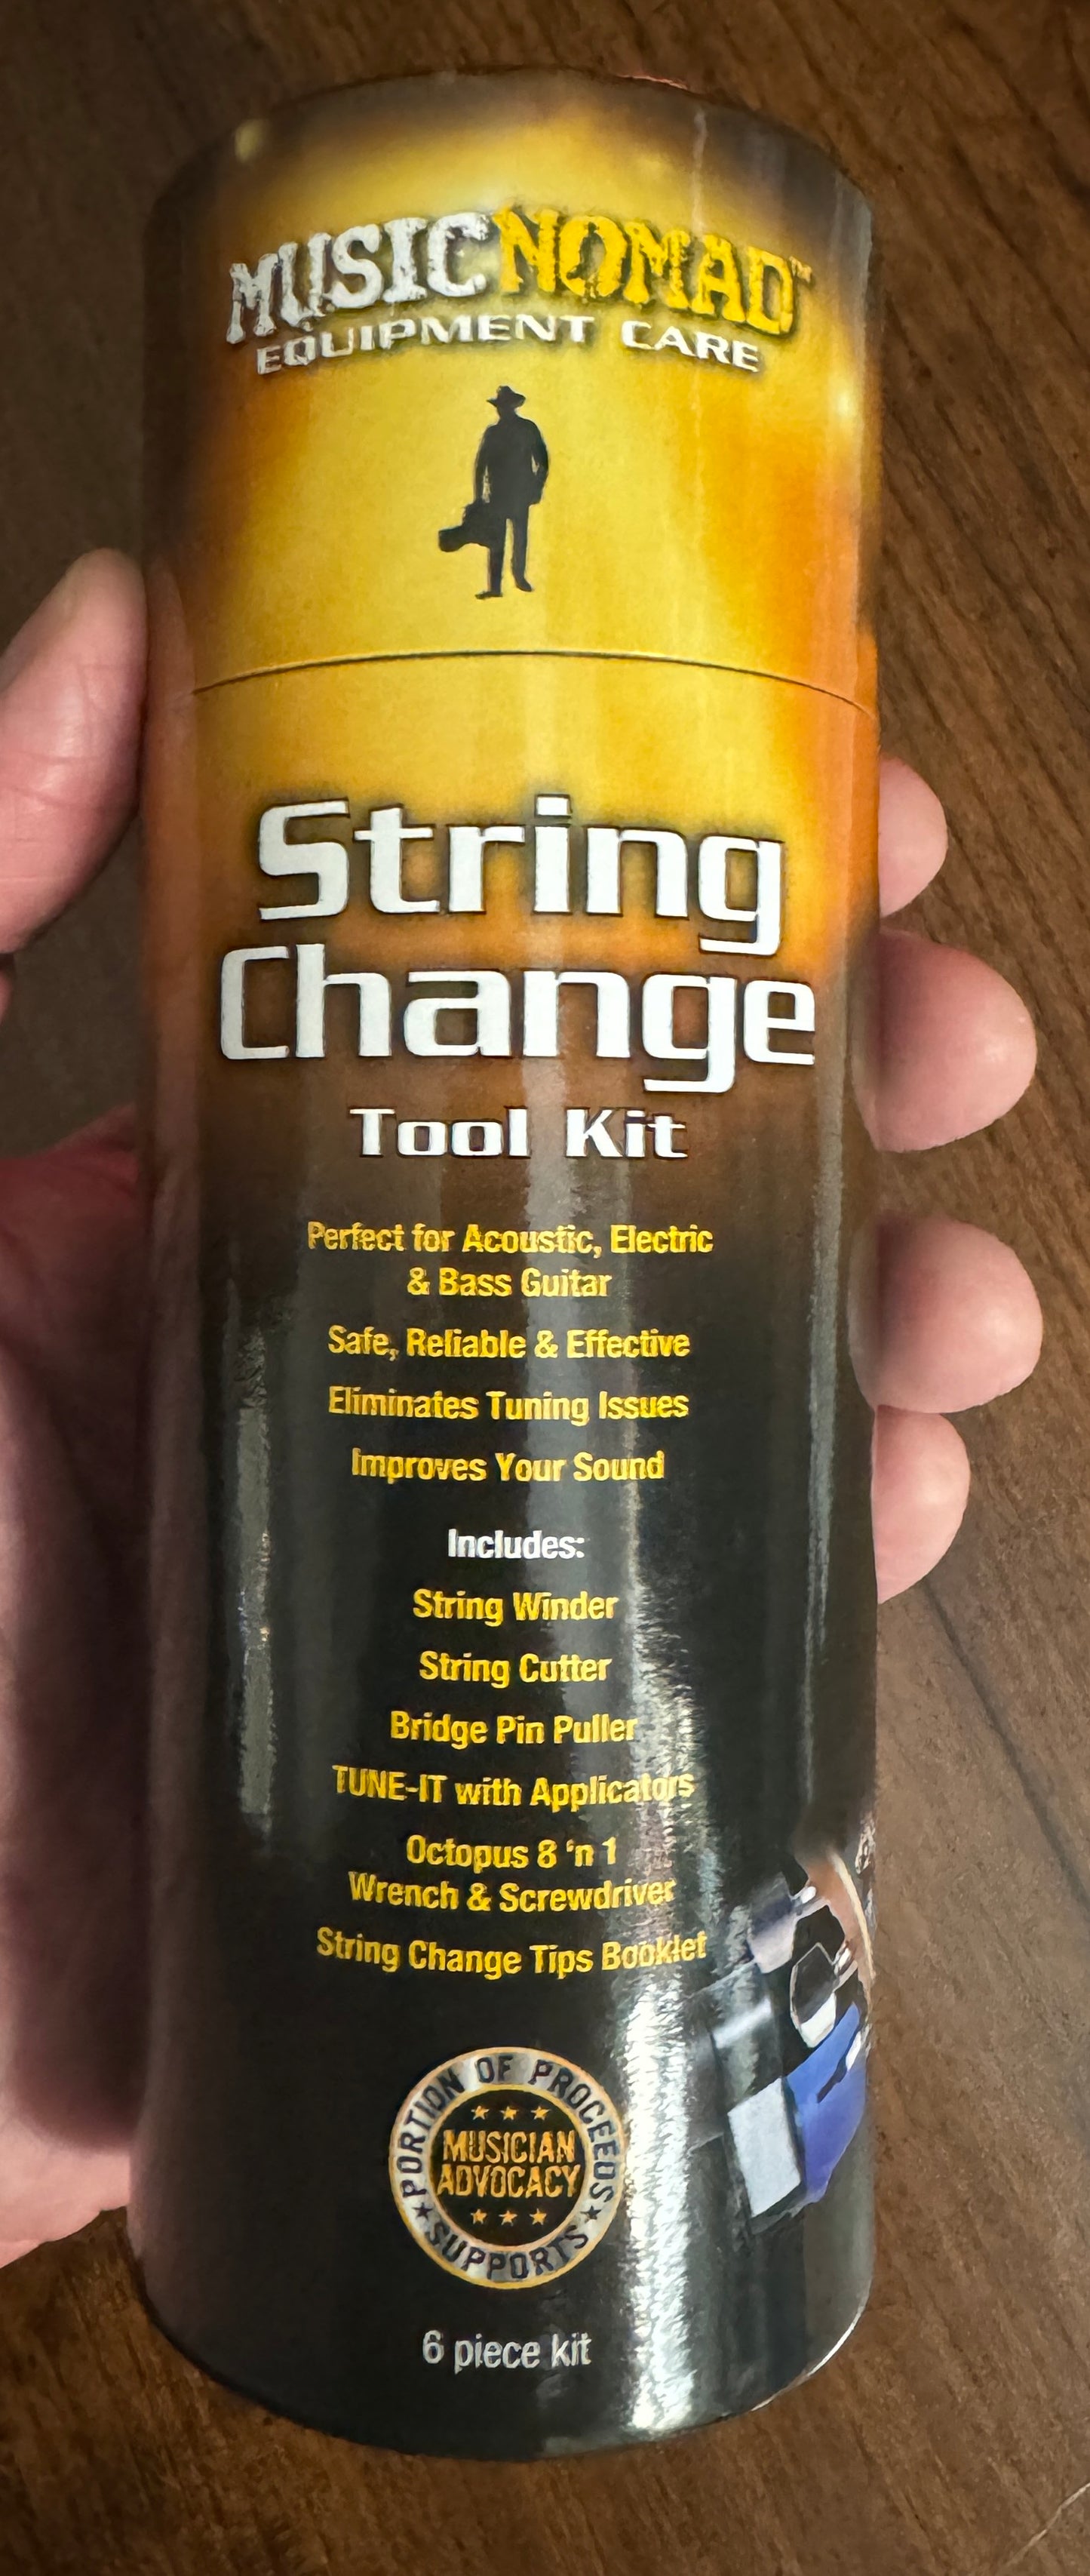 MUSICNOMAD™
EQUIPMENT CARE
String
Change
Tool Kit
Perfect for Acoustic, Electric
& Bass Guitar
Safe, Reliable & Effective
Eliminates Tuning Issues
Improves Your Sound
Includes:
String Winder
String Cutter
Bridge Pin Puller
TUNE-IT with Applicators
Octopus 8 ‘n 1
Wrench & Screwdriver
String Change Tips Booklet
PORTION OF PROCEEDS
MUSICIAN
ADVOCACY
SUPPORTS
6 piece kit